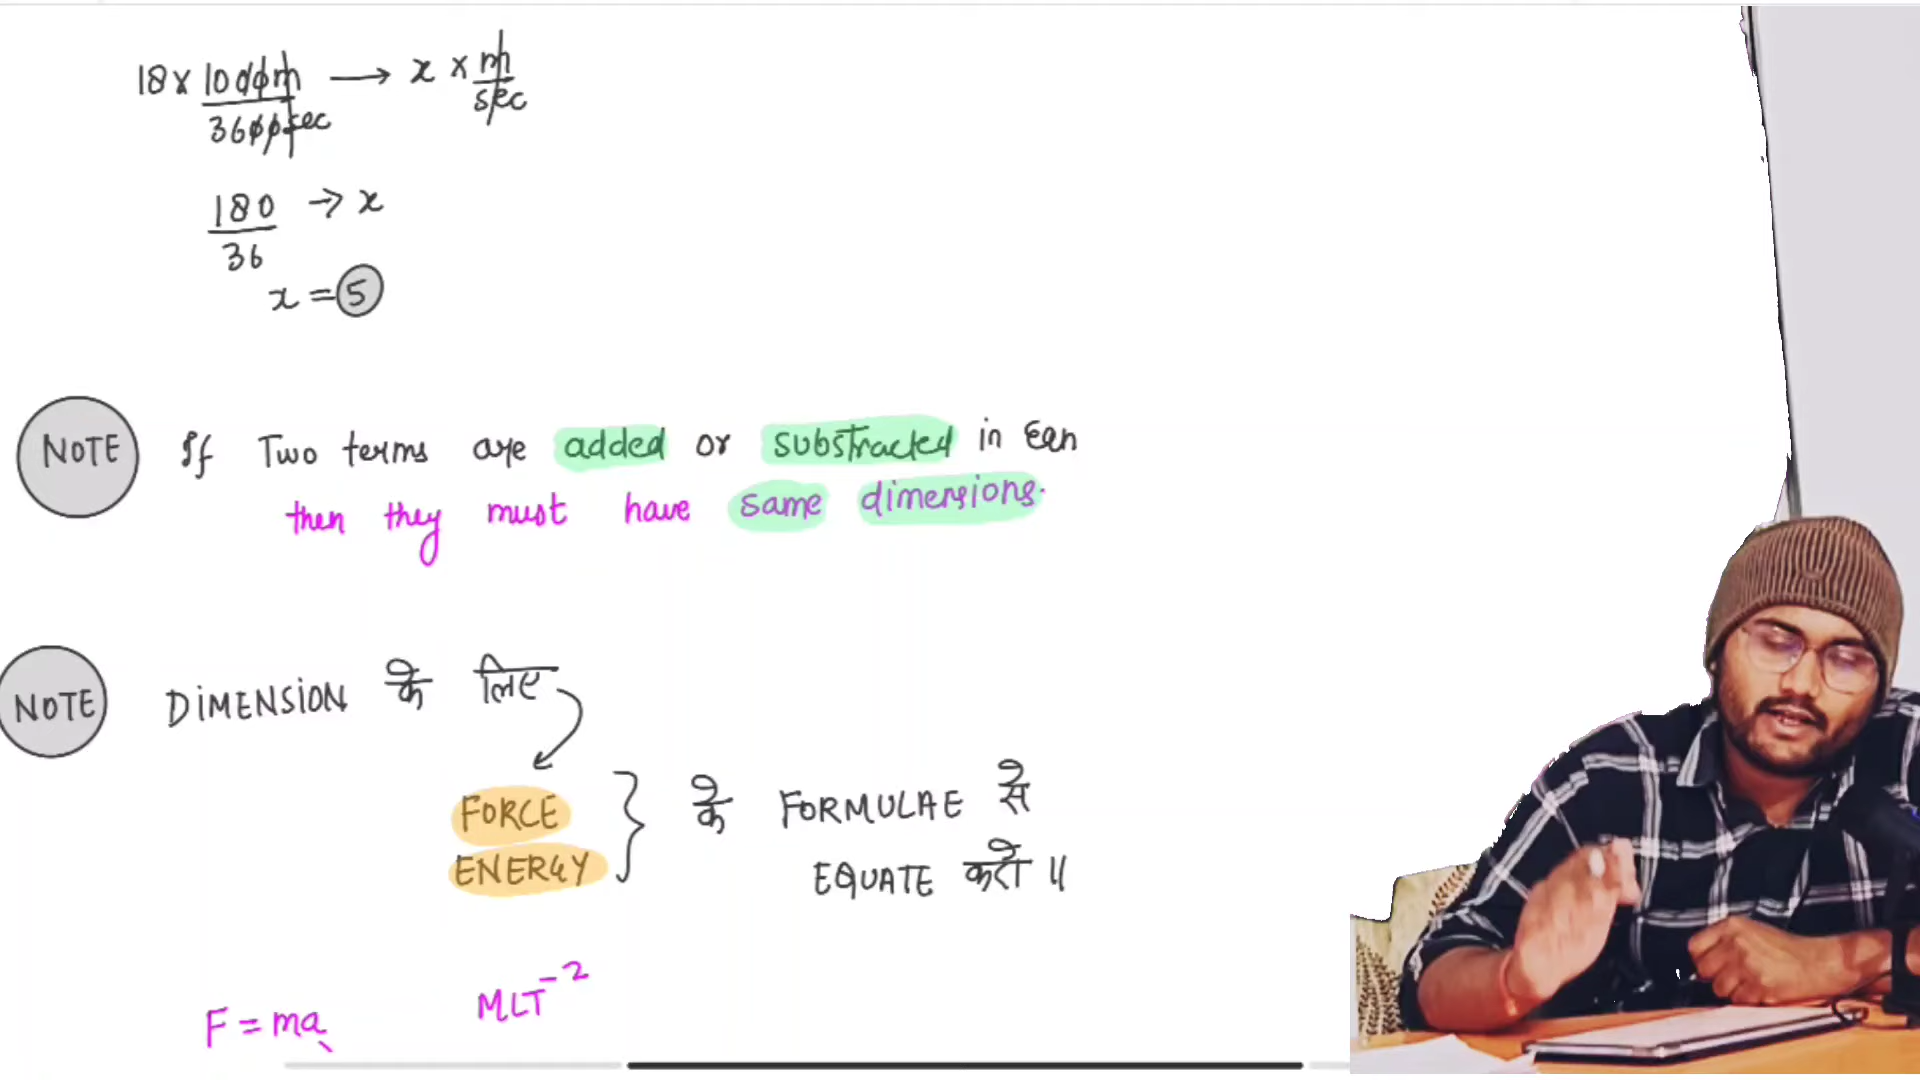 18 × 1000m → x × m
3600sec sec
180 → x
36
x = 5
NOTE If Two terms are added or substracted in Eqn
then they must have same dimensions.
NOTE DIMENSION के लिए
FORCE } के FORMULAE से
ENERGY EQUATE करो ॥
MLT⁻²
F = ma